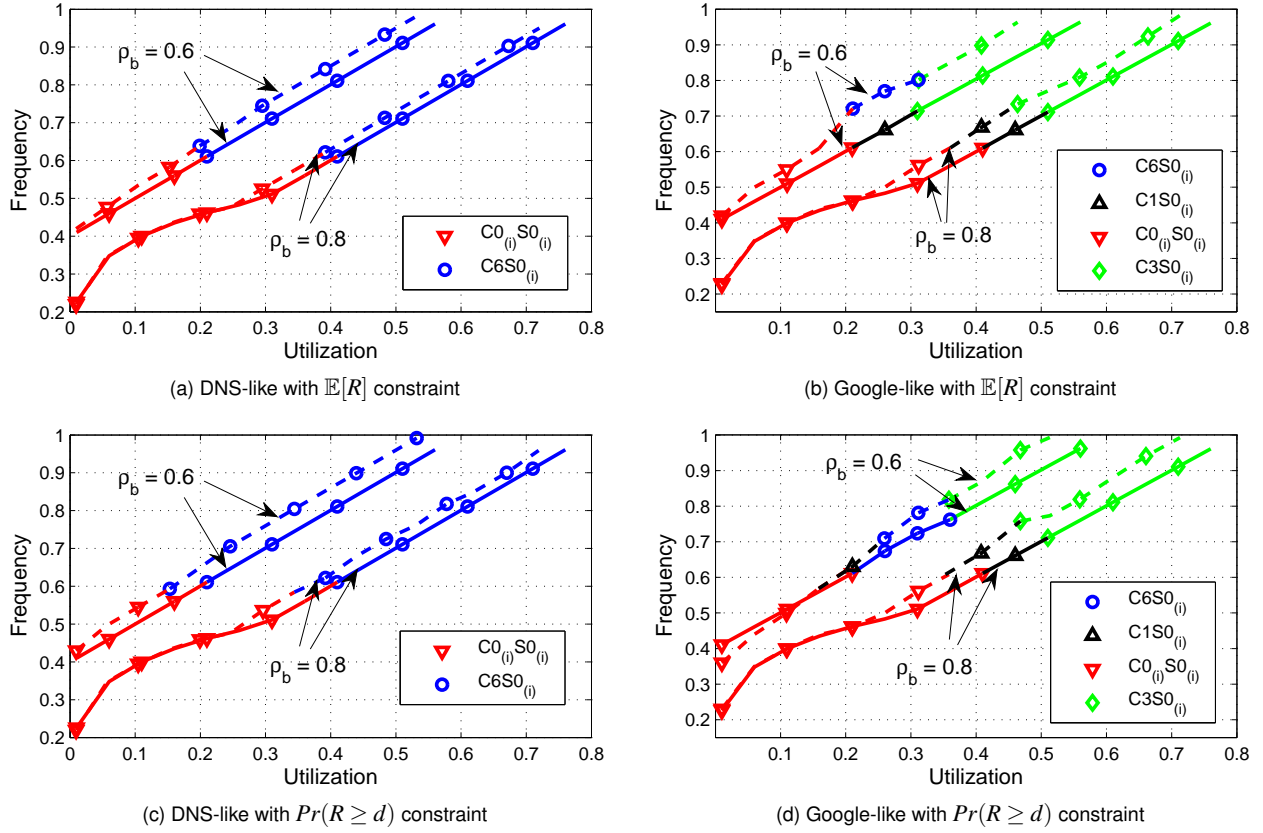 1
0.9
0.8
0.7
0.6
0.5
0.4
0.3
0.2
Frequency
ρb = 0.6
ρb = 0.8
C0(i)S0(i)
C6S0(i)
0 0.1 0.2 0.3 0.4 0.5 0.6 0.7 0.8
Utilization
(a) DNS-like with 𝔼[R] constraint
1
0.9
0.8
0.7
0.6
0.5
0.4
0.3
0.2
Frequency
ρb = 0.6
ρb = 0.8
C6S0(i)
C1S0(i)
C0(i)S0(i)
C3S0(i)
0.1 0.2 0.3 0.4 0.5 0.6 0.7 0.8
Utilization
(b) Google-like with 𝔼[R] constraint
1
0.9
0.8
0.7
0.6
0.5
0.4
0.3
0.2
Frequency
ρb = 0.6
ρb = 0.8
C0(i)S0(i)
C6S0(i)
0 0.1 0.2 0.3 0.4 0.5 0.6 0.7 0.8
Utilization
(c) DNS-like with Pr(R ≥ d) constraint
1
0.9
0.8
0.7
0.6
0.5
0.4
0.3
0.2
Frequency
ρb = 0.6
ρb = 0.8
C6S0(i)
C1S0(i)
C0(i)S0(i)
C3S0(i)
0.1 0.2 0.3 0.4 0.5 0.6 0.7 0.8
Utilization
(d) Google-like with Pr(R ≥ d) constraint